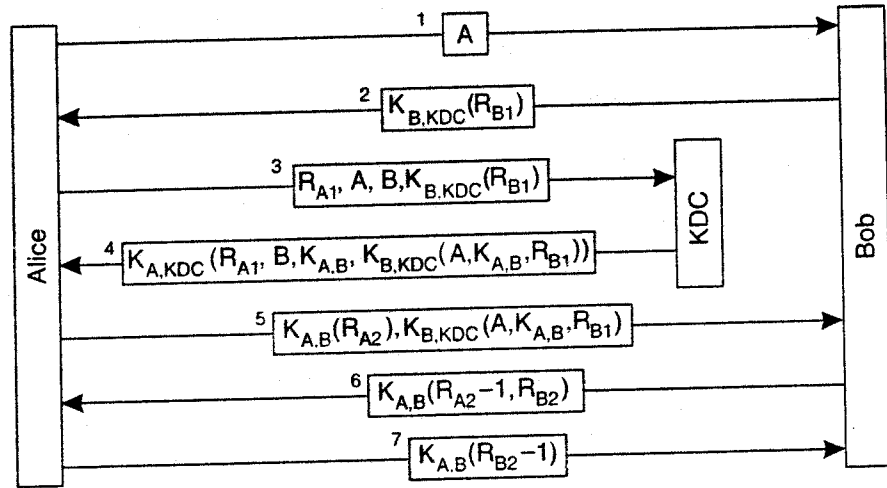 1 A
2 K_B,KDC(R_B1)
3 R_A1, A, B,K_B,KDC(R_B1)
4 K_A,KDC(R_A1, B,K_A,B, K_B,KDC(A,K_A,B,R_B1))
5 K_A,B(R_A2),K_B,KDC(A,K_A,B,R_B1)
6 K_A,B(R_A2−1,R_B2)
7 K_A,B(R_B2−1)
Alice
KDC
Bob